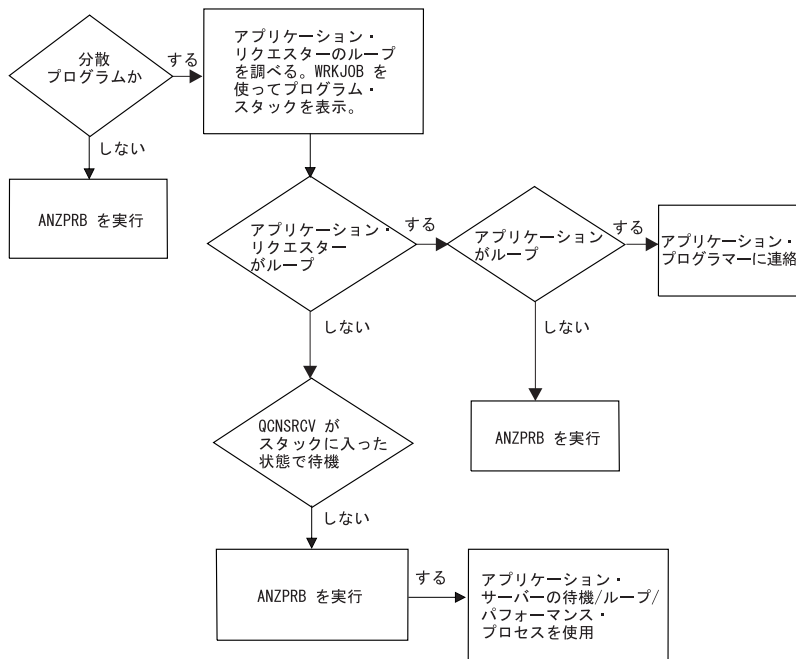 分散
プログラムか
する
アプリケーション・
リクエスターのループ
を調べる。WRKJOB を
使ってプログラム・
スタックを表示。
しない
ANZPRB を実行
アプリケーション・
リクエスター
がループ
する
アプリケーション
がループ
する
アプリケーション・
プログラマーに連絡
しない
しない
QCNSRCV が
スタックに入った
状態で待機
ANZPRB を実行
しない
ANZPRB を実行
する
アプリケーション・
サーバーの待機/ループ/
パフォーマンス・
プロセスを使用